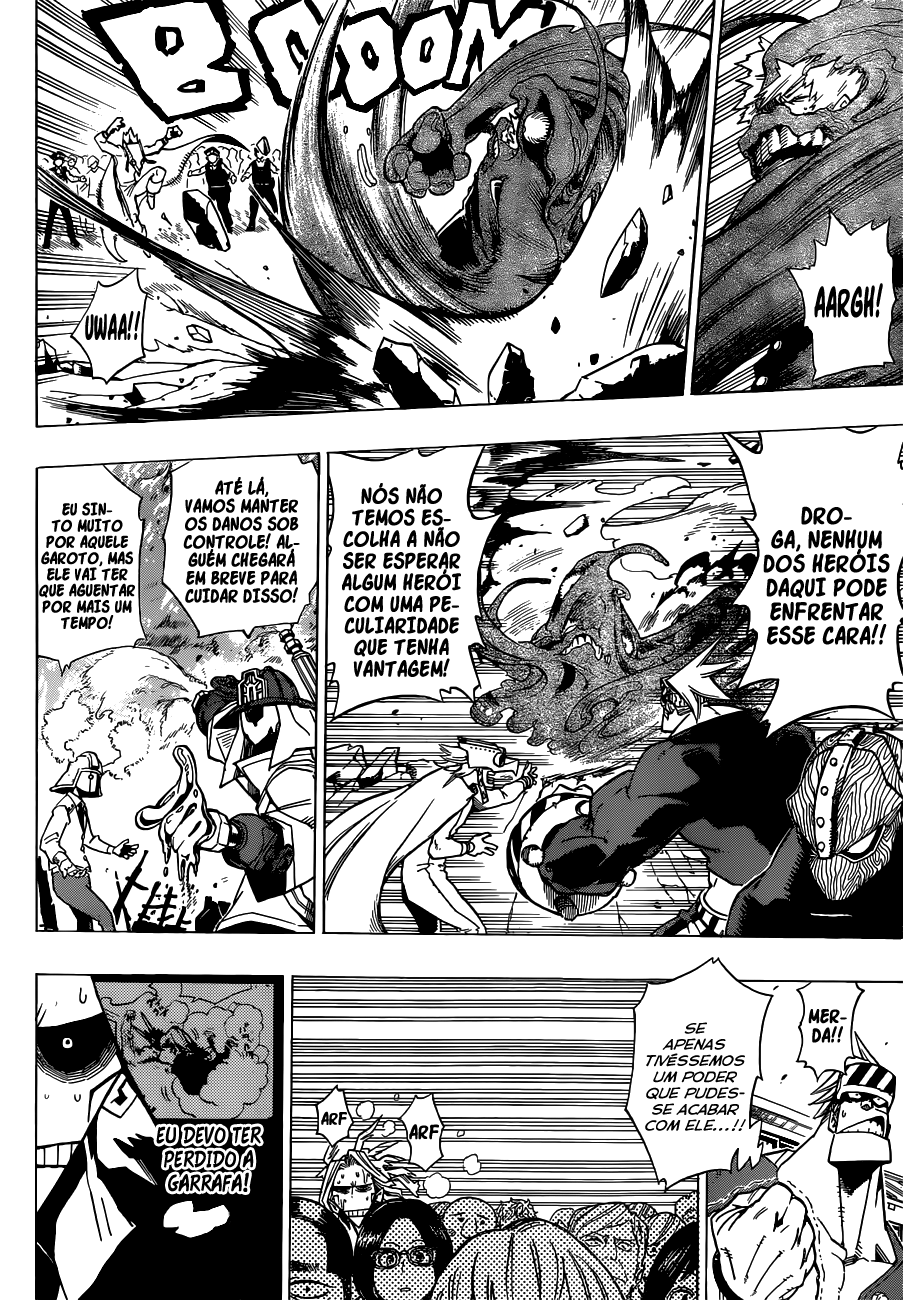 AARGH!
BOOOM
UWAA!!
DRO-
GA, NENHUM
DOS HERÓIS
DAQUI PODE
ENFRENTAR
ESSE CARA!!
NÓS NÃO
TEMOS ES-
COLHA A NÃO
SER ESPERAR
ALGUM HERÓI
COM UMA PE-
CULIARIDADE
QUE TENHA
VANTAGEM!
ATÉ LÁ,
VAMOS MANTER
OS DANOS SOB
CONTROLE! AL-
GUÉM CHEGARÁ
EM BREVE PARA
CUIDAR DISSO!
EU SIN-
TO MUITO
POR AQUELE
GAROTO, MAS
ELE VAI TER
QUE AGUENTAR
POR MAIS UM
TEMPO!
MER-
DA!!
SE
APENAS
TIVÉSSEMOS
UM PODER
QUE PUDES-
SE ACABAR
COM ELE...!!
ARF
ARF
EU DEVO TER
PERDIDO A
GARRAFA!